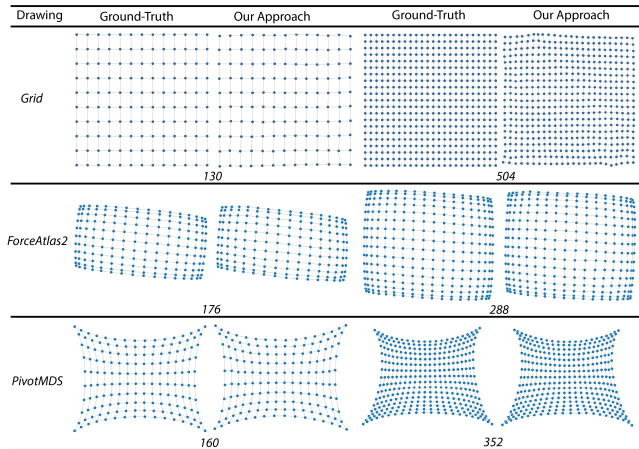 Drawing Ground-Truth Our Approach Ground-Truth Our Approach
Grid
130 504
ForceAtlas2
176 288
PivotMDS
160 352